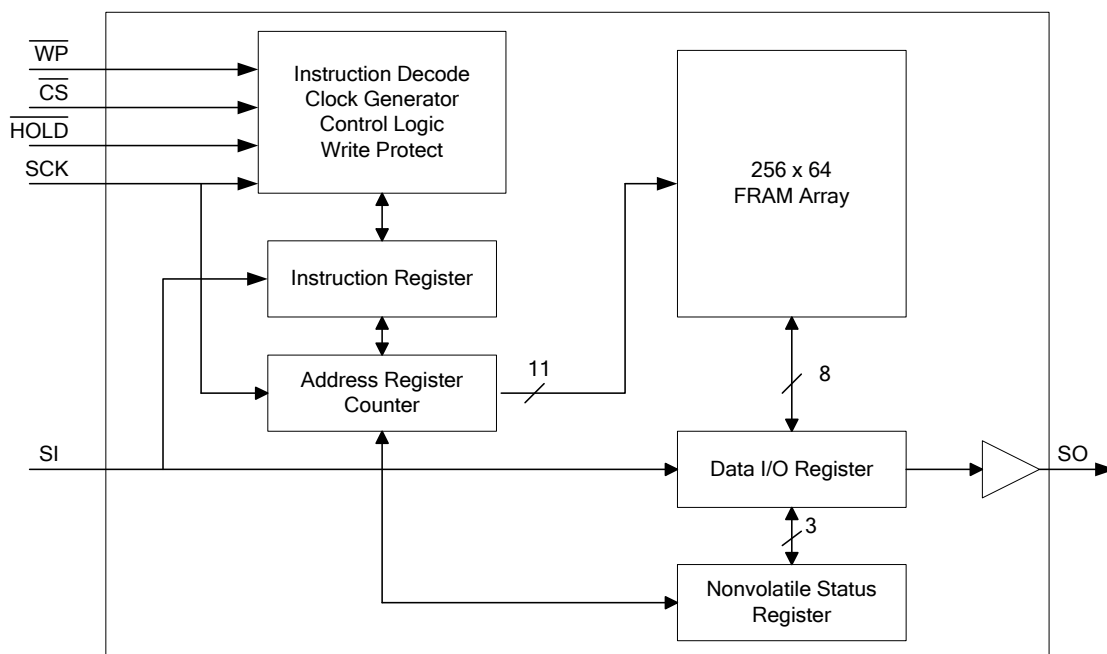 WP
CS
HOLD
SCK
Instruction Decode
Clock Generator
Control Logic
Write Protect
256 x 64
FRAM Array
Instruction Register
Address Register
Counter
11
8
SI
Data I/O Register
SO
3
Nonvolatile Status
Register